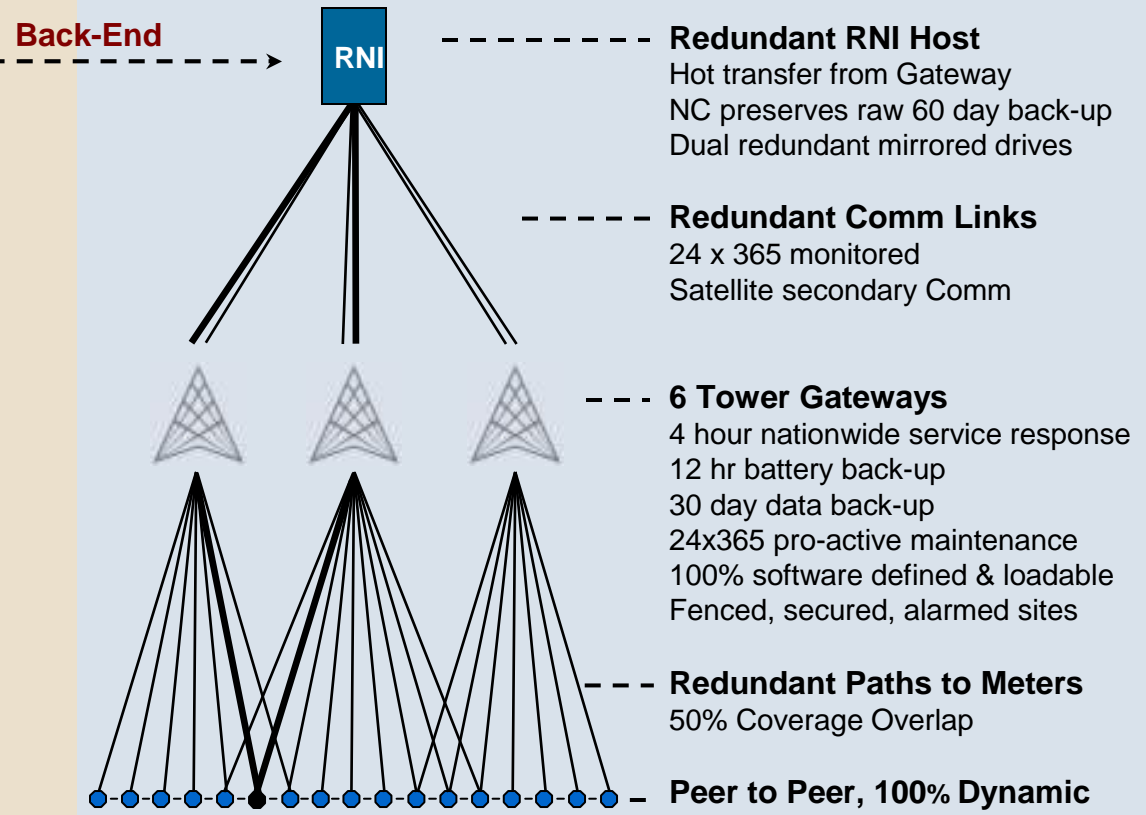 Back-End
RNI
Redundant RNI Host
Hot transfer from Gateway
NC preserves raw 60 day back-up
Dual redundant mirrored drives
Redundant Comm Links
24 x 365 monitored
Satellite secondary Comm
6 Tower Gateways
4 hour nationwide service response
12 hr battery back-up
30 day data back-up
24x365 pro-active maintenance
100% software defined & loadable
Fenced, secured, alarmed sites
Redundant Paths to Meters
50% Coverage Overlap
Peer to Peer, 100% Dynamic